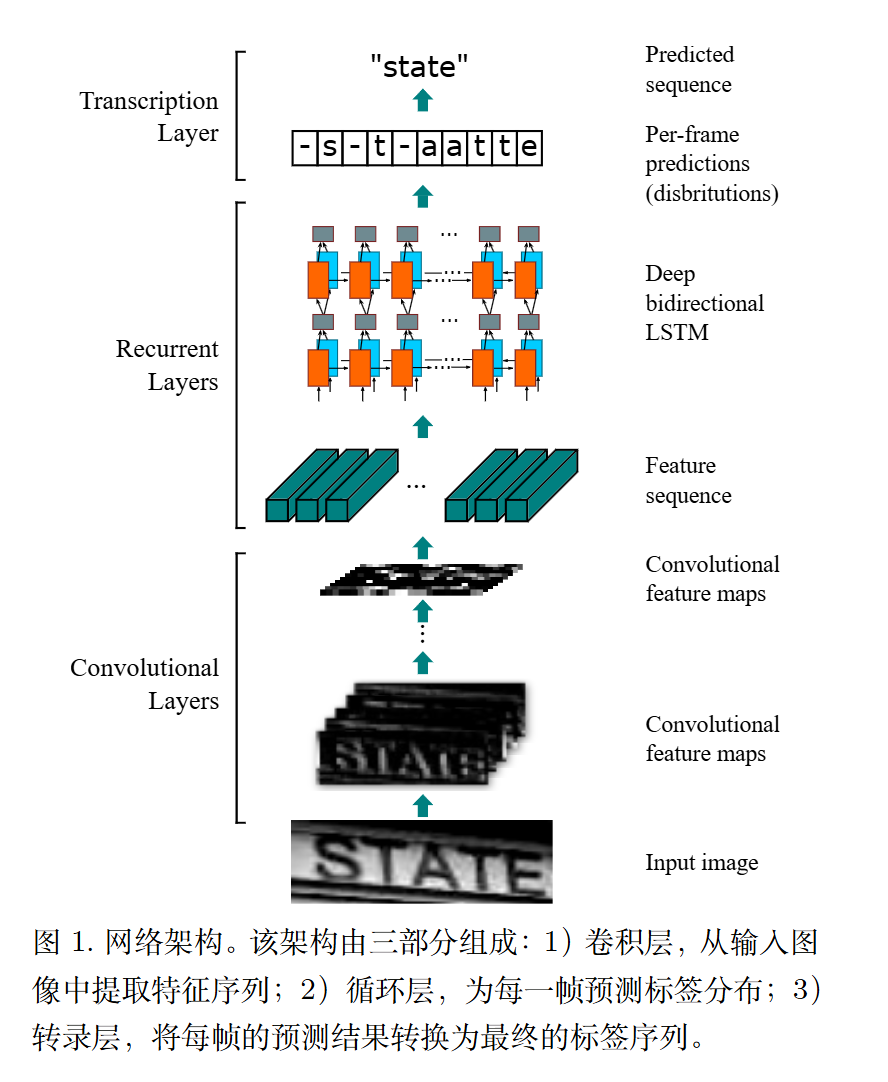 "state"
Predicted
sequence
Transcription
Layer
-s-t-aatte
Per-frame
predictions
(disbritutions)
...
...
Deep
bidirectional
LSTM
...
...
Recurrent
Layers
Feature
sequence
...
Convolutional
feature maps
...
Convolutional
Layers
STATE
Convolutional
feature maps
STATE
Input image
图 1. 网络架构。该架构由三部分组成：1）卷积层，从输入图
像中提取特征序列；2）循环层，为每一帧预测标签分布；3）
转录层，将每帧的预测结果转换为最终的标签序列。